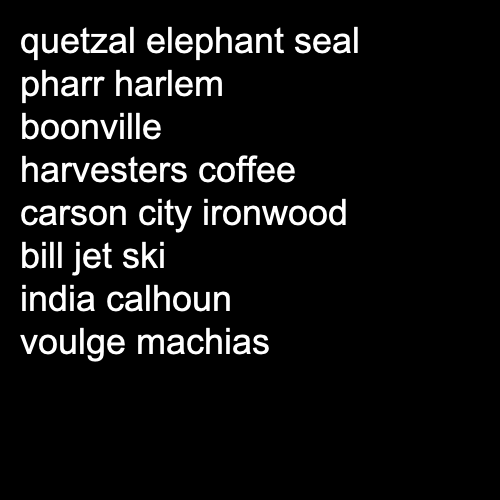 quetzal elephant seal
pharr harlem
boonville
harvesters coffee
carson city ironwood
bill jet ski
india calhoun
voulge machias